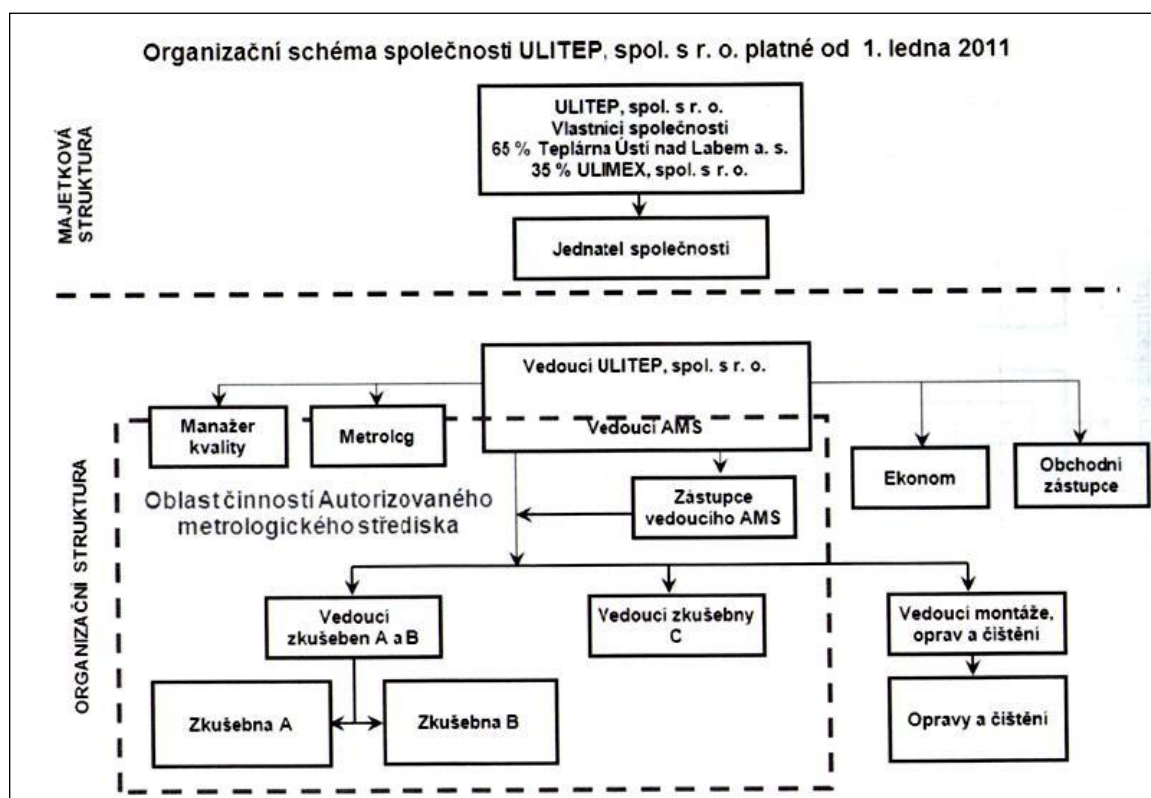 Organizační schéma společnosti ULITEP, spol. s r. o. platné od 1. ledna 2011
MAJETKOVÁ
STRUKTURA
ULITEP, spol. s r. o.
Vlastníci společnosti
65 % Teplárna Ústí nad Labem a. s.
35 % ULIMEX, spol. s r. o.
Jednatel společnosti
ORGANIZAČNÍ STRUKTURA
Vedoucí ULITEP, spol. s r. o.
Vedoucí AMS
Manažer
kvality
Metrolog
Ekonom
Obchodní
zástupce
Oblast činností Autorizovaného
metrologického střediska
Zástupce
vedoucího AMS
Vedoucí
zkušeben A a B
Vedoucí zkušebny
C
Vedoucí montáže,
oprav a čištění
Zkušebna A
Zkušebna B
Opravy a čištění